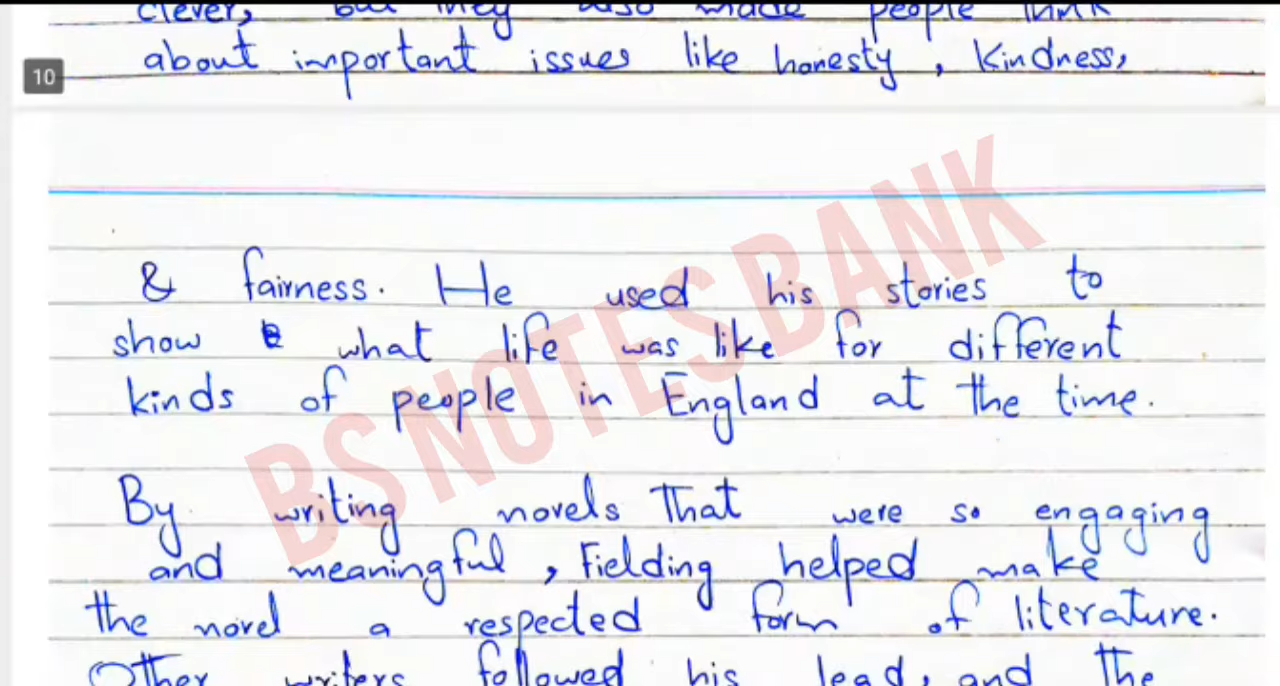 clever, but they also made people think
about important issues like honesty, Kindness,
10
& fairness. He used his stories to
show what life was like for different
kinds of people in England at the time.
BS NOTES BANK
By writing novels That were so engaging
and meaningful, Fielding helped make
the novel a respected form of literature.
Other writers followed his lead, and the